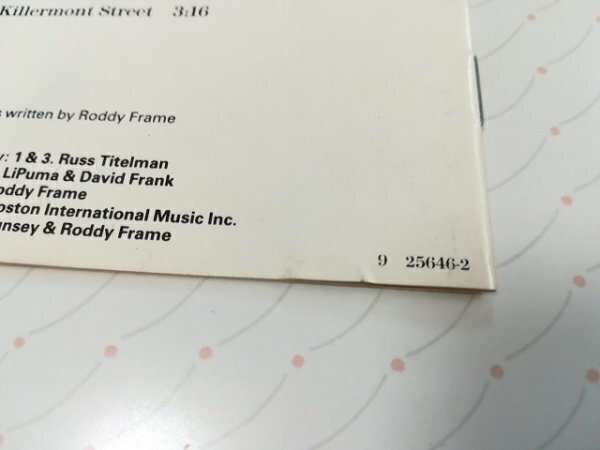 Killermont Street 3:16
written by Roddy Frame
: 1 & 3. Russ Titelman
LiPuma & David Frank
oddy Frame
oston International Music Inc.
nsey & Roddy Frame
9 25646-2